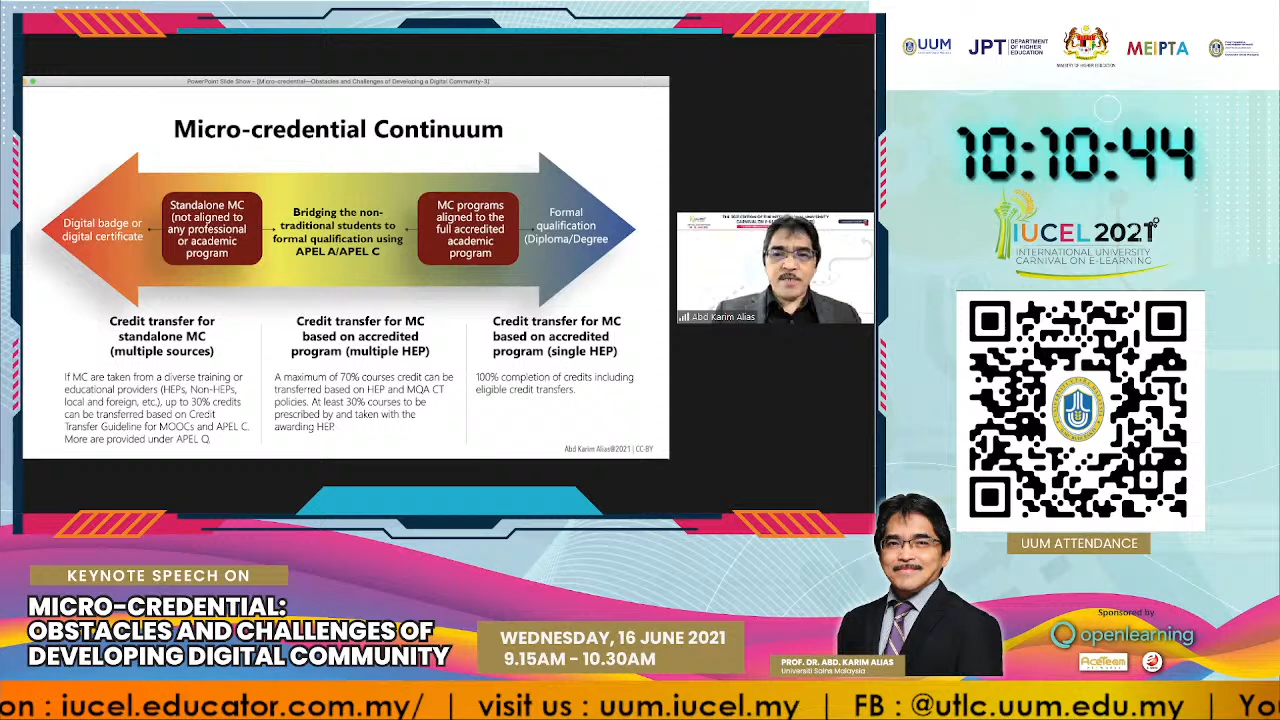 PowerPoint Slide Show - [Micro-credential—Obstacles and Challenges of Developing a Digital Community-3]
Micro-credential Continuum
Digital badge or
digital certificate
Standalone MC
(not aligned to
any professional
or academic
program
Bridging the non-
traditional students to
formal qualification using
APEL A/APEL C
MC programs
aligned to the
full accredited
academic
program
Formal
qualification
(Diploma/Degree
Credit transfer for
standalone MC
(multiple sources)
If MC are taken from a diverse training or
educational providers (HEPs, Non-HEPs,
local and foreign, etc.), up to 30% credits
can be transferred based on Credit
Transfer Guideline for MOOCs and APEL C.
More are provided under APEL Q.
Credit transfer for MC
based on accredited
program (multiple HEP)
A maximum of 70% course credit can be
transferred based on HEP and MQA CT
policies. At least 30% courses to be
prescribed by and taken with the
awarding HEP.
Credit transfer for MC
based on accredited
program (single HEP)
100% completion of credits including
eligible credit transfers.
Abd Karim Alias@2021 | CC-BY
Abd Karim Alias
UUM
JPT DEPARTMENT
OF HIGHER
EDUCATION
MINISTRY OF HIGHER EDUCATION
MEIPTA
10:10:44
IUCEL 2021
INTERNATIONAL UNIVERSITY
CARNIVAL ON E-LEARNING
UUM ATTENDANCE
KEYNOTE SPEECH ON
MICRO-CREDENTIAL:
OBSTACLES AND CHALLENGES OF
DEVELOPING DIGITAL COMMUNITY
WEDNESDAY, 16 JUNE 2021
9.15AM - 10.30AM
PROF. DR. ABD. KARIM ALIAS
Universiti Sains Malaysia
Sponsored by
openlearning
AceTeam
on : iucel.educator.com.my/ | visit us : uum.iucel.my | FB : @utlc.uum.edu.my | Yo